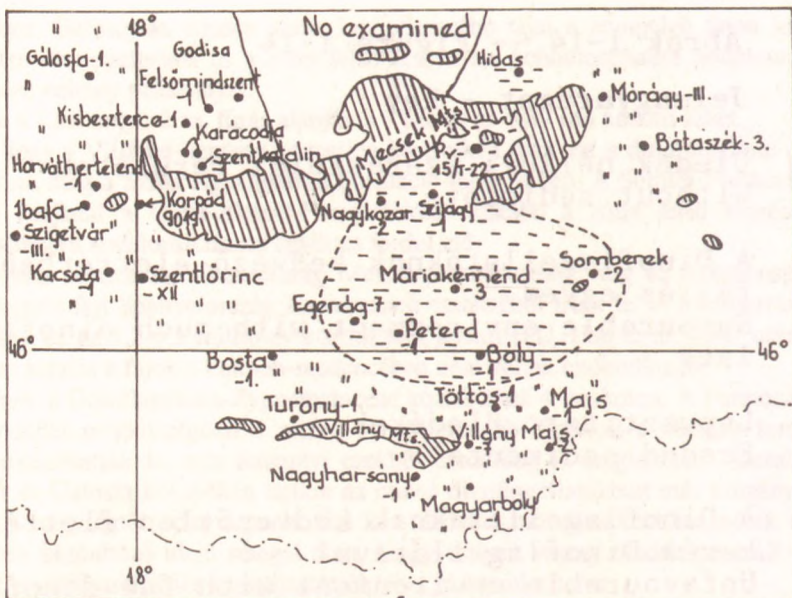 48°
No examined
Gálosfa-1.
Godisa
Hidas
Felsőmindszent
1
Mórágy-III.
Kisbeszterce-1
Karácodfa
Mecsek Mts
Bátaszék-3.
Szentkatalin
1
P.
45/1-22
Horváthertelend
1
Ibafa
Korpád
9019
Nagykozár
2
Szilágy
1
Szigetvár
III
Kacsóta
1
Szentlőrinc
XII
Somberek
2
Máriakéménd
3
Egerág-1
Peterd
1
46°
46°
Bosta
1
Bóly
1
Töttös-1
Majs
1
Turony-1
Villány Mts.
Villány
Majs
Nagyharsány
Magyarbóly
48°